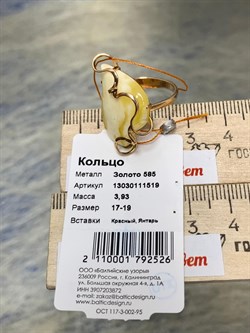 Кольцо
Металл Золото 585
Артикул 13030111519
Масса 3,93
Размер 17-19
Вставки Красный, Янтарь
2 110001 792526
ООО «Балтийские узоры»
236009 Россия, г. Калининград
ул. Большая окружная 4-я, д. 1А
ИНН 3907203872
e-mail: zakaz@balticdesign.ru
www.balticdesign.ru
ОСТ 117-3-002-95
вет
ГОСТ